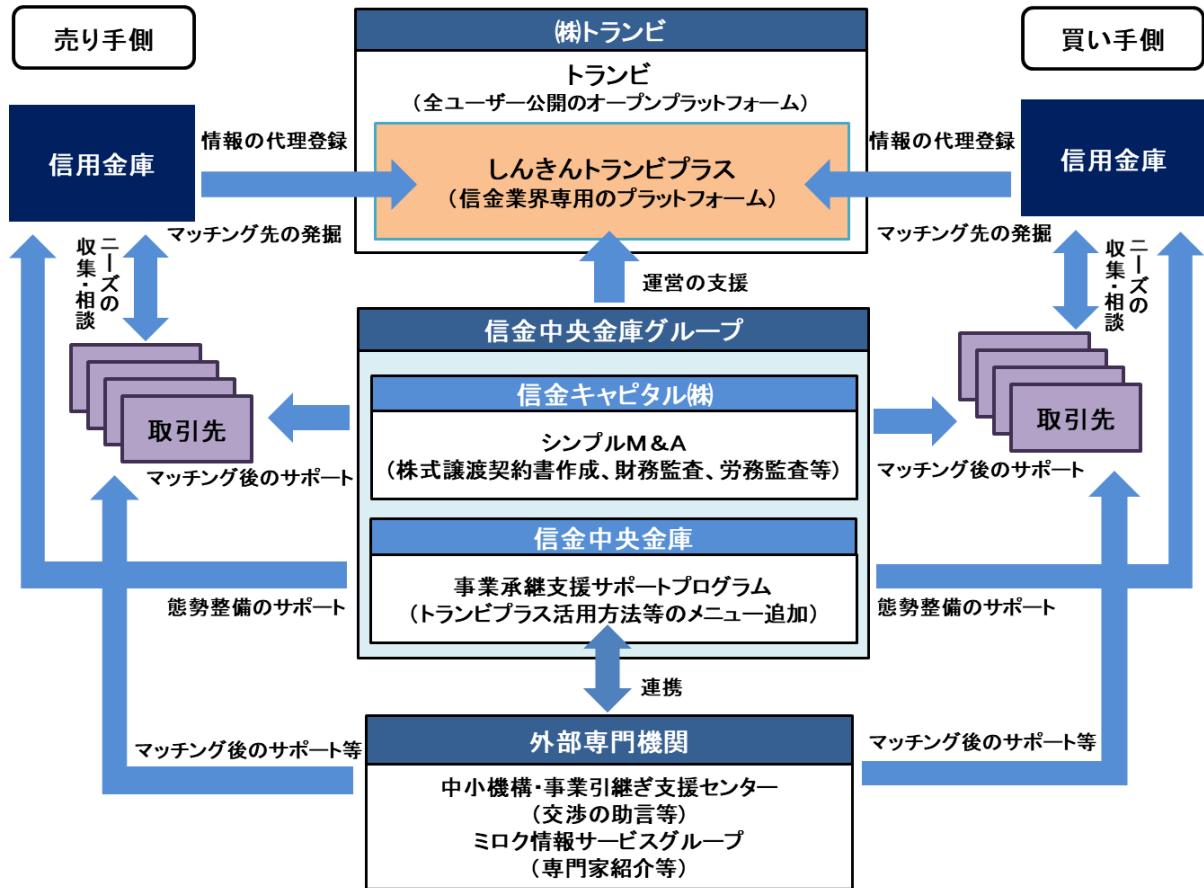 売り手側
㈱トランビ
買い手側
トランビ
(全ユーザー公開のオープンプラットフォーム)
信用金庫
情報の代理登録
しんきんトランビプラス
(信金業界専用のプラットフォーム)
情報の代理登録
信用金庫
マッチング先の発掘
マッチング先の発掘
ニーズの
収集・相談
運営の支援
ニーズの
収集・相談
信金中央金庫グループ
信金キャピタル㈱
取引先
シンプルM&A
(株式譲渡契約書作成、財務監査、労務監査等)
取引先
マッチング後のサポート
マッチング後のサポート
信金中央金庫
事業承継支援サポートプログラム
(トランビプラス活用方法等のメニュー追加)
態勢整備のサポート
態勢整備のサポート
連携
外部専門機関
マッチング後のサポート等
マッチング後のサポート等
中小機構・事業引継ぎ支援センター
(交渉の助言等)
ミロク情報サービスグループ
(専門家紹介等)